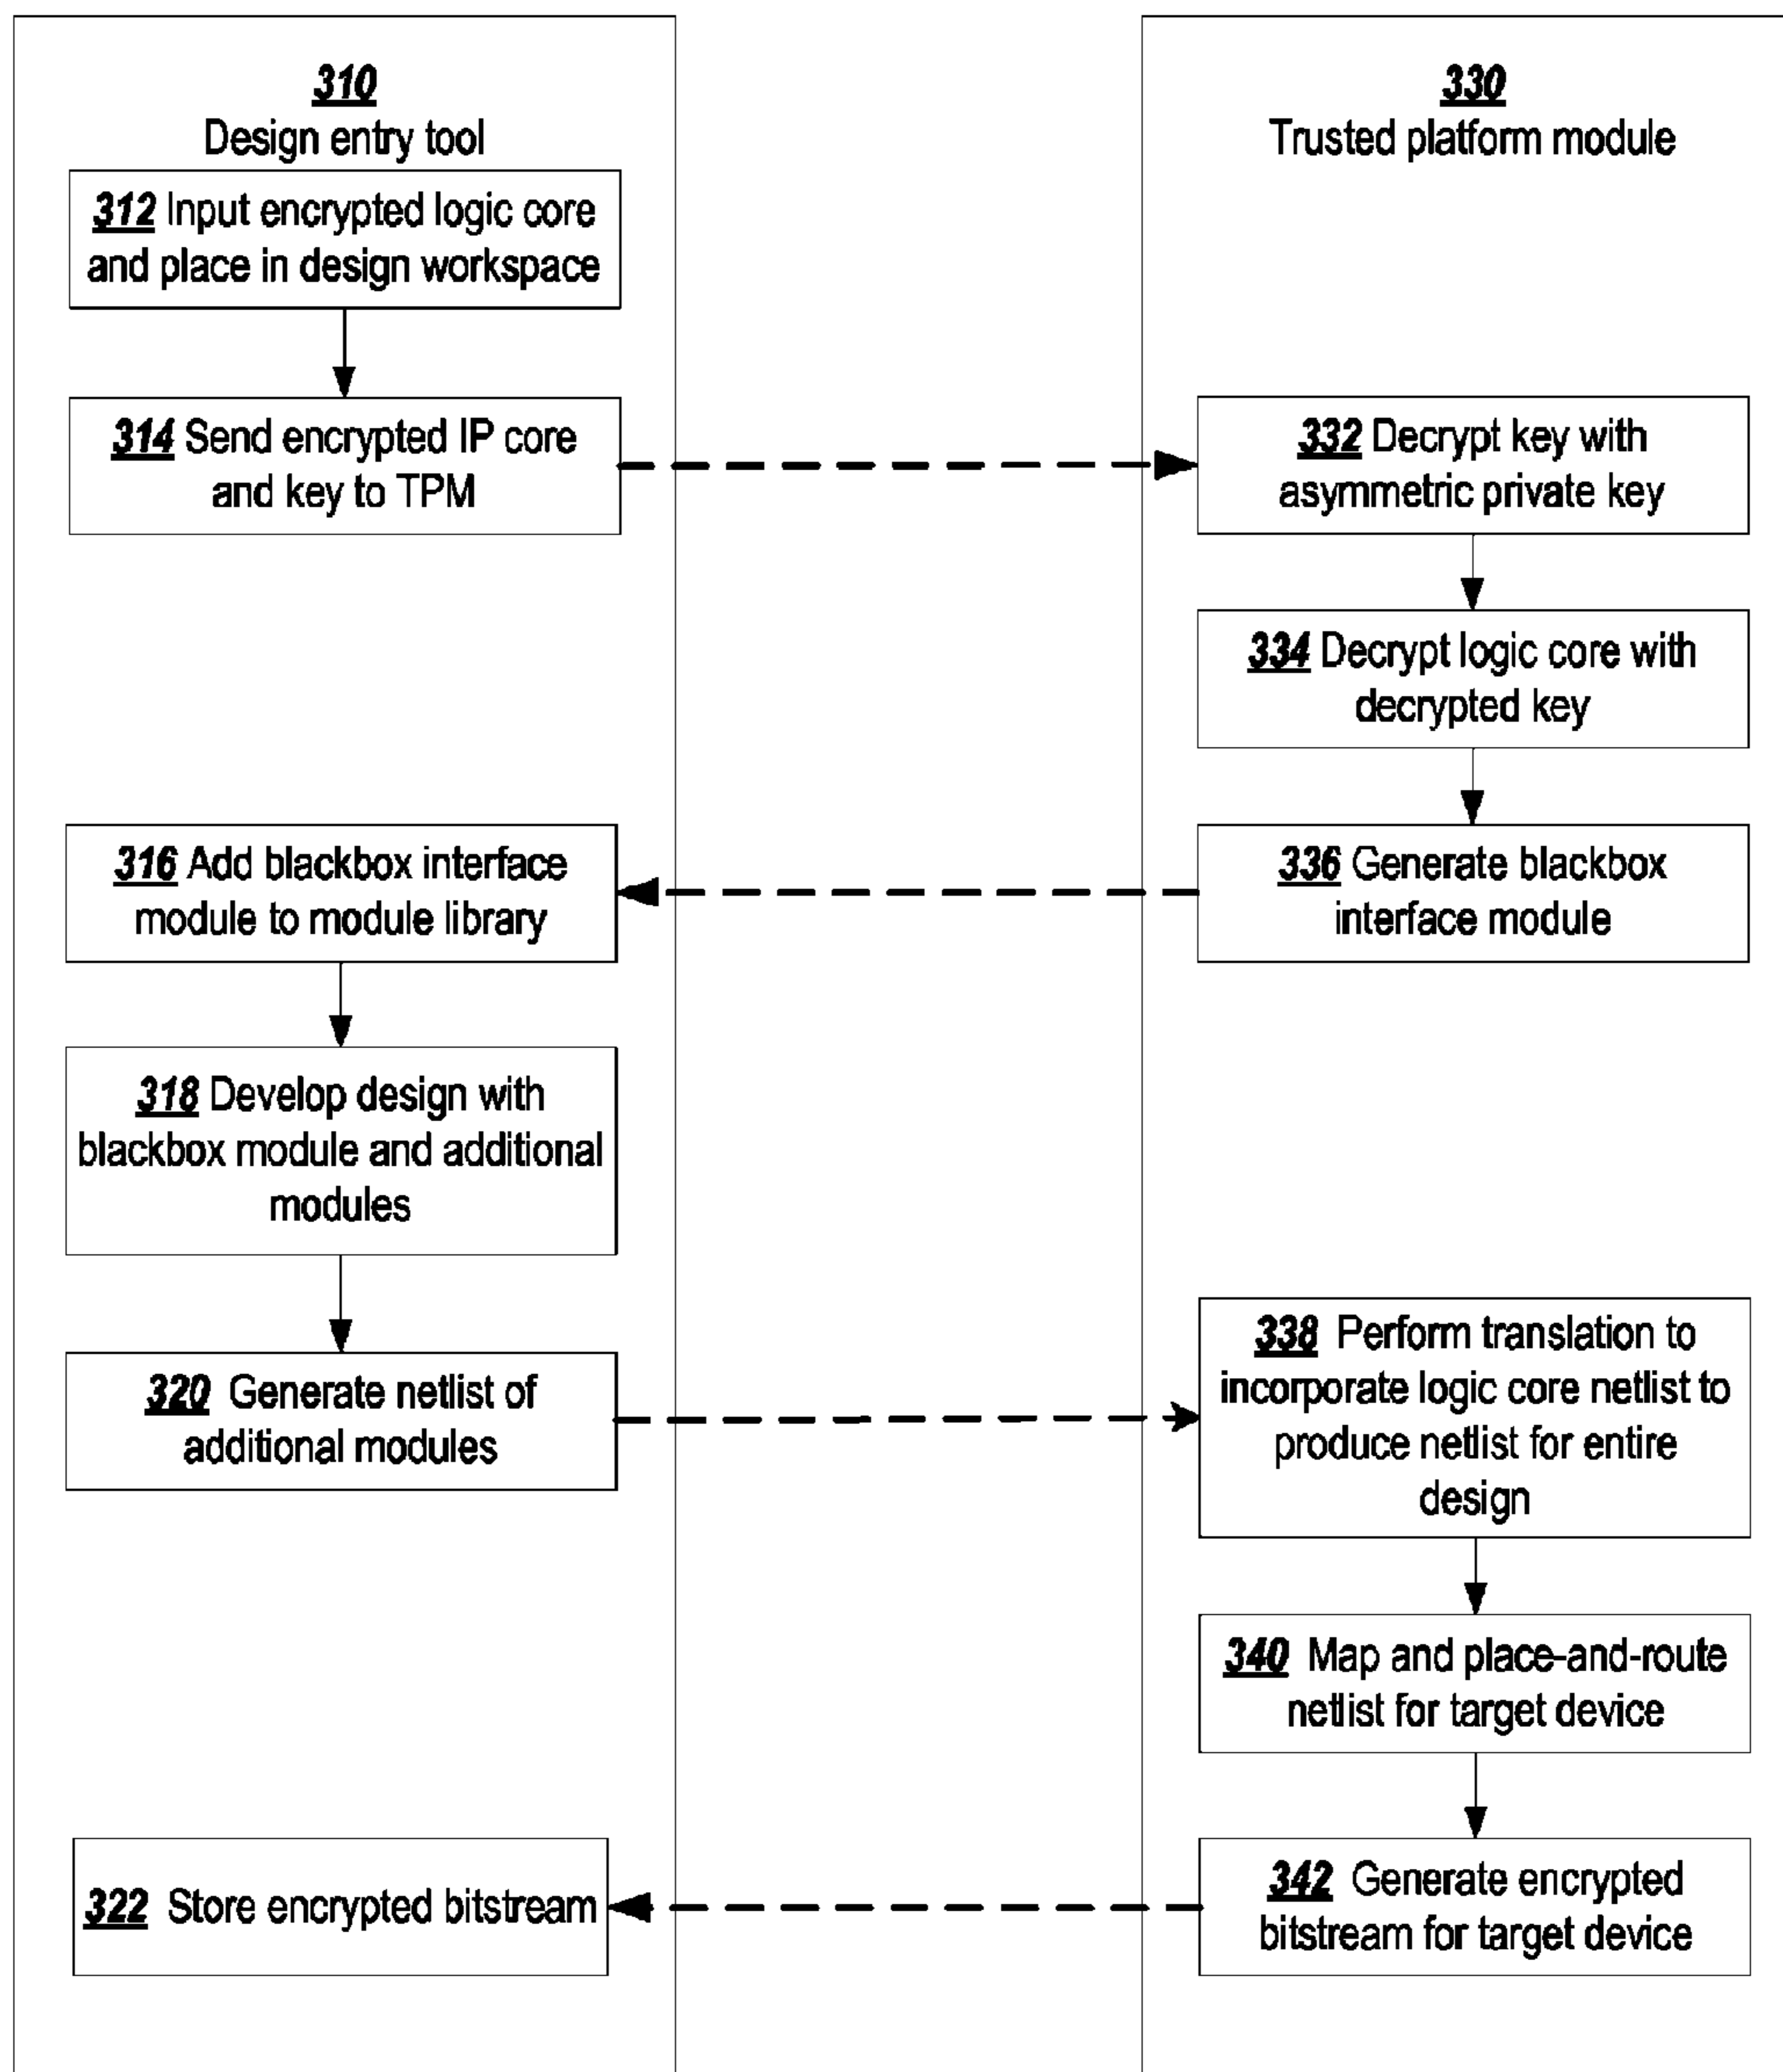 310
Design entry tool
312 Input encrypted logic core
and place in design workspace
314 Send encrypted IP core
and key to TPM
316 Add blackbox interface
module to module library
318 Develop design with
blackbox module and additional
modules
320 Generate netlist of
additional modules
322 Store encrypted bitstream
330
Trusted platform module
332 Decrypt key with
asymmetric private key
334 Decrypt logic core with
decrypted key
336 Generate blackbox
interface module
338 Perform translation to
incorporate logic core netlist to
produce netlist for entire
design
340 Map and place-and-route
netlist for target device
342 Generate encrypted
bitstream for target device